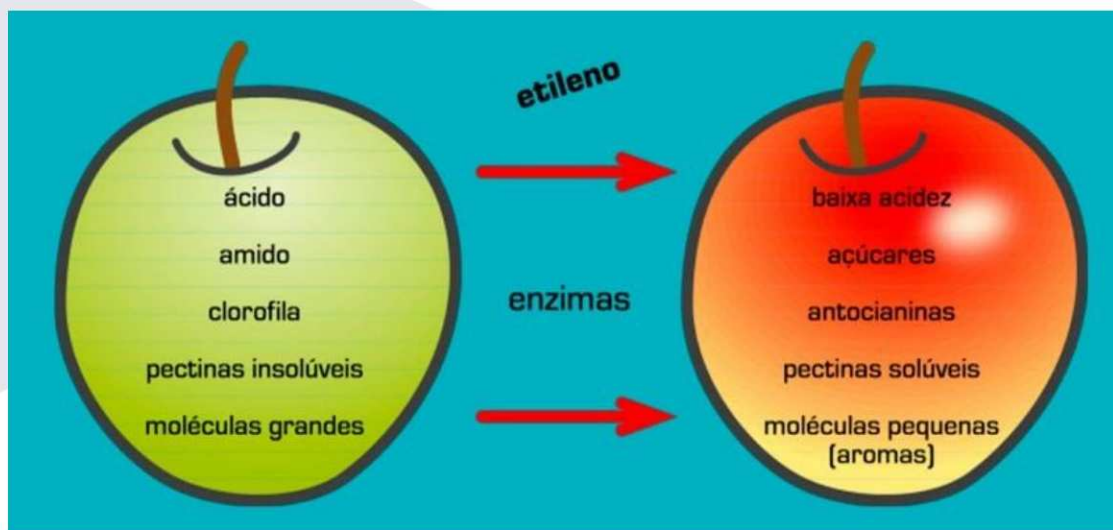 etileno
ácido
amido
clorofila
pectinas insolúveis
moléculas grandes
enzimas
baixa acidez
açúcares
antocianinas
pectinas solúveis
moléculas pequenas
(aromas)